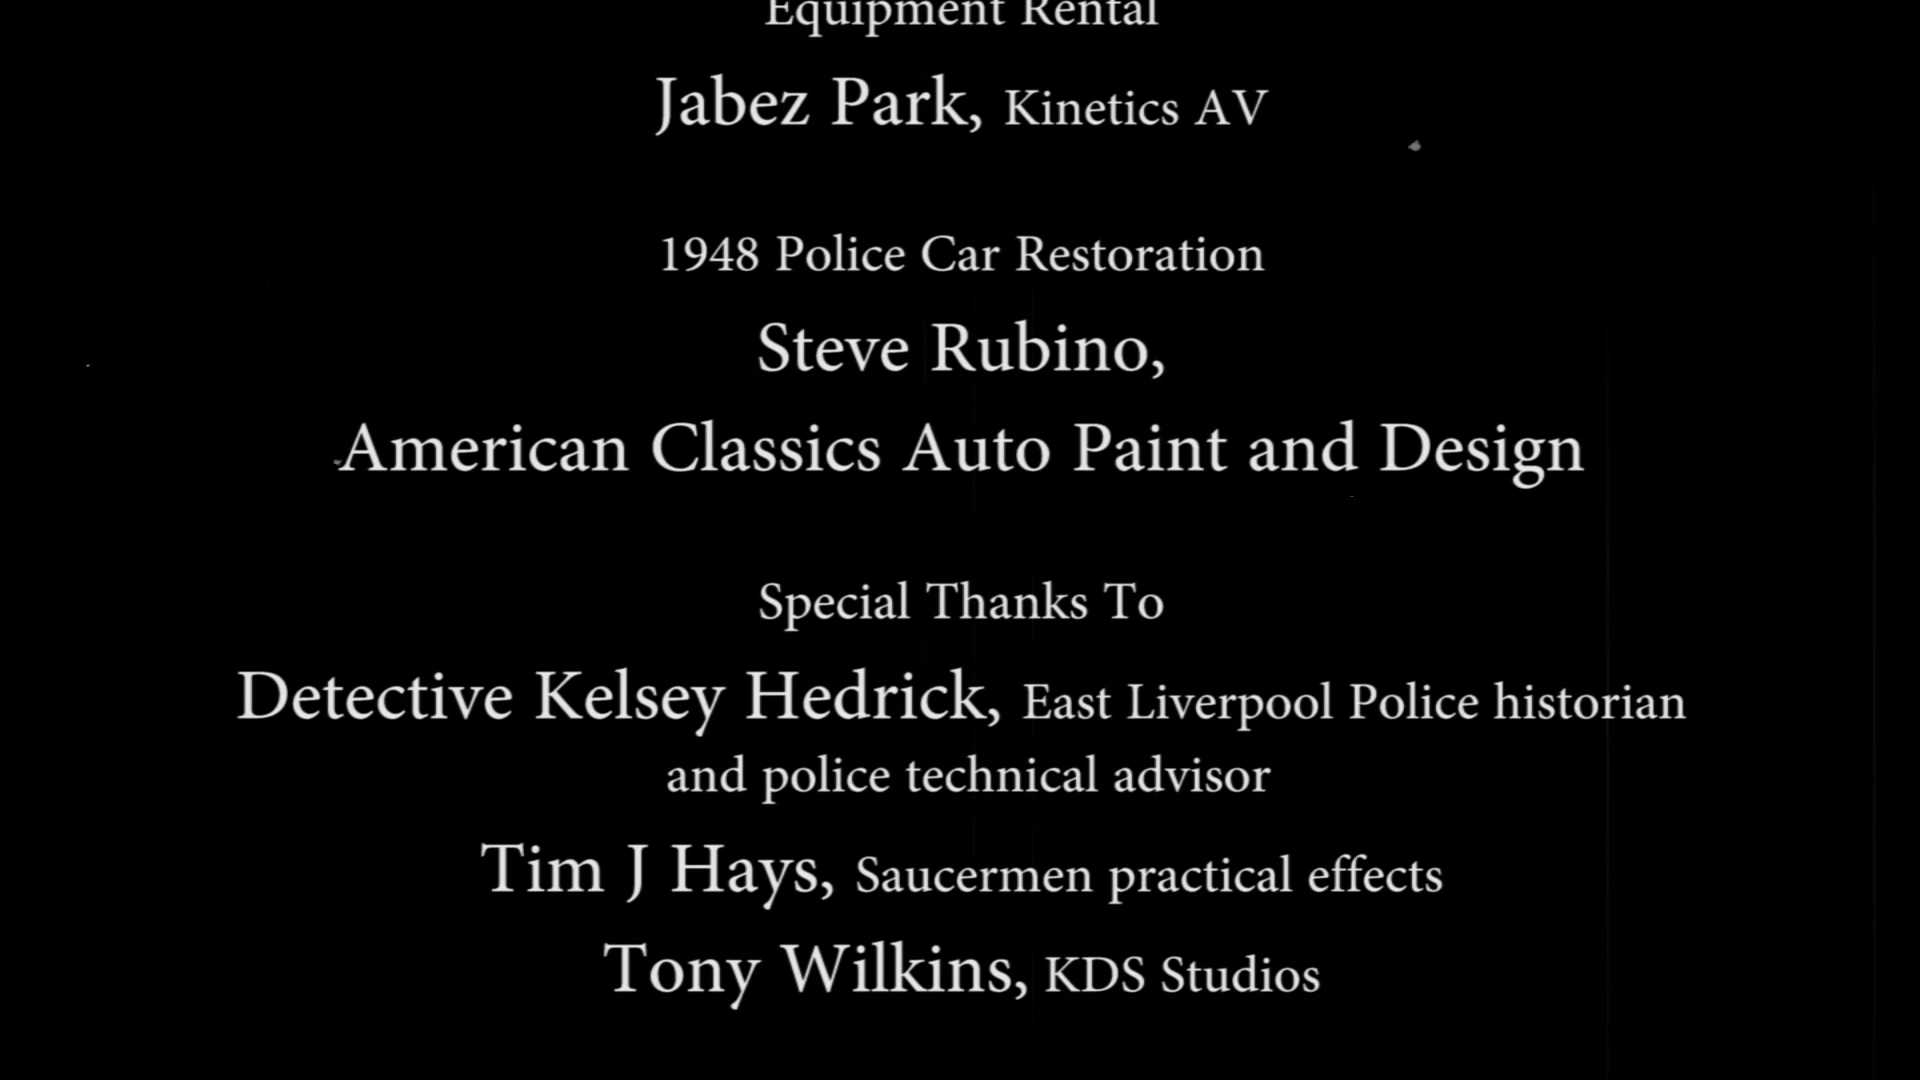 Equipment Rental
Jabez Park, Kinetics AV
1948 Police Car Restoration
Steve Rubino,
American Classics Auto Paint and Design
Special Thanks To
Detective Kelsey Hedrick, East Liverpool Police historian
and police technical advisor
Tim J Hays, Saucermen practical effects
Tony Wilkins, KDS Studios